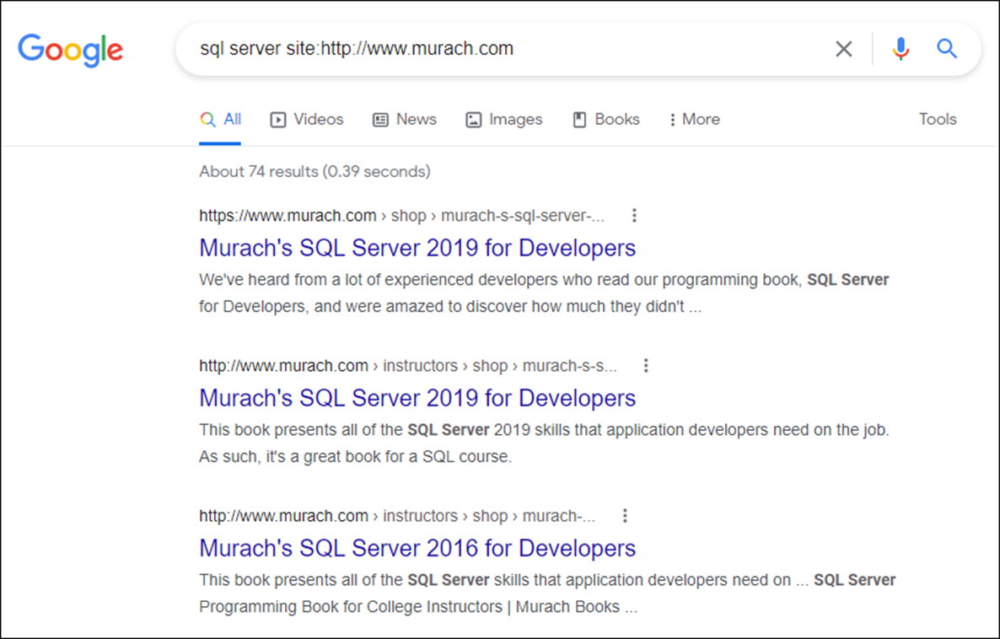 Google
sql server site:http://www.murach.com
All Videos News Images Books More Tools
About 74 results (0.39 seconds)
https://www.murach.com › shop › murach-s-sql-server-...
Murach's SQL Server 2019 for Developers
We've heard from a lot of experienced developers who read our programming book, SQL Server
for Developers, and were amazed to discover how much they didn't ...
http://www.murach.com › instructors › shop › murach-s-s...
Murach's SQL Server 2019 for Developers
This book presents all of the SQL Server 2019 skills that application developers need on the job.
As such, it's a great book for a SQL course.
http://www.murach.com › instructors › shop › murach-...
Murach's SQL Server 2016 for Developers
This book presents all of the SQL Server skills that application developers need on ... SQL Server
Programming Book for College Instructors | Murach Books ...